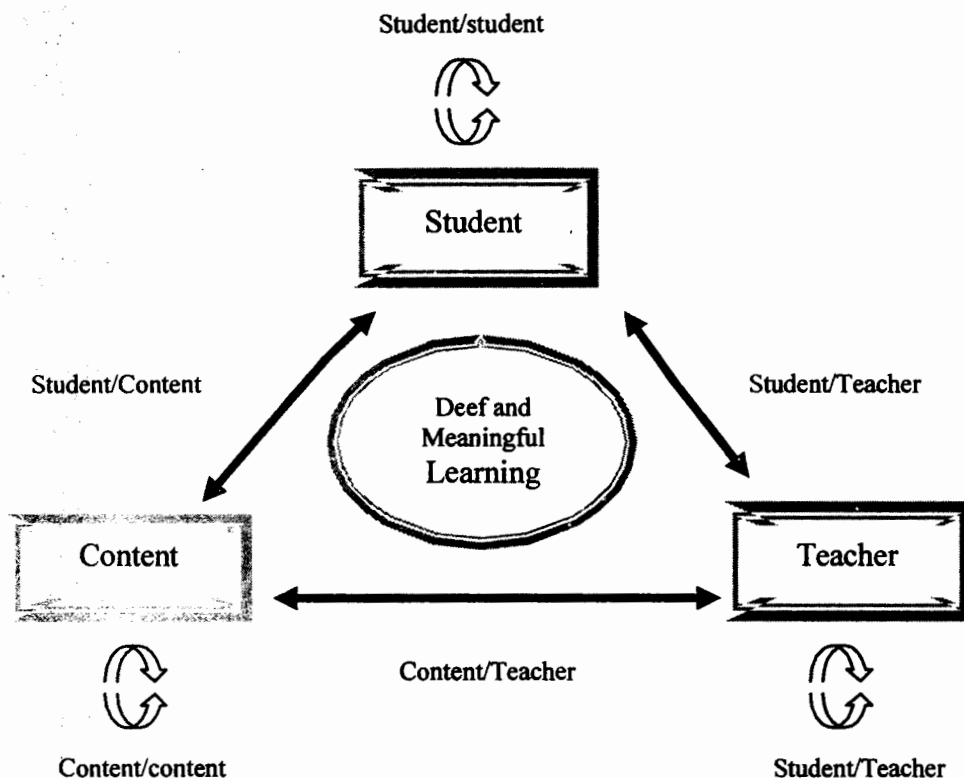 Student/student
Student
Student/Content
Student/Teacher
Deef and
Meaningful
Learning
Content
Teacher
Content/Teacher
Content/content
Student/Teacher